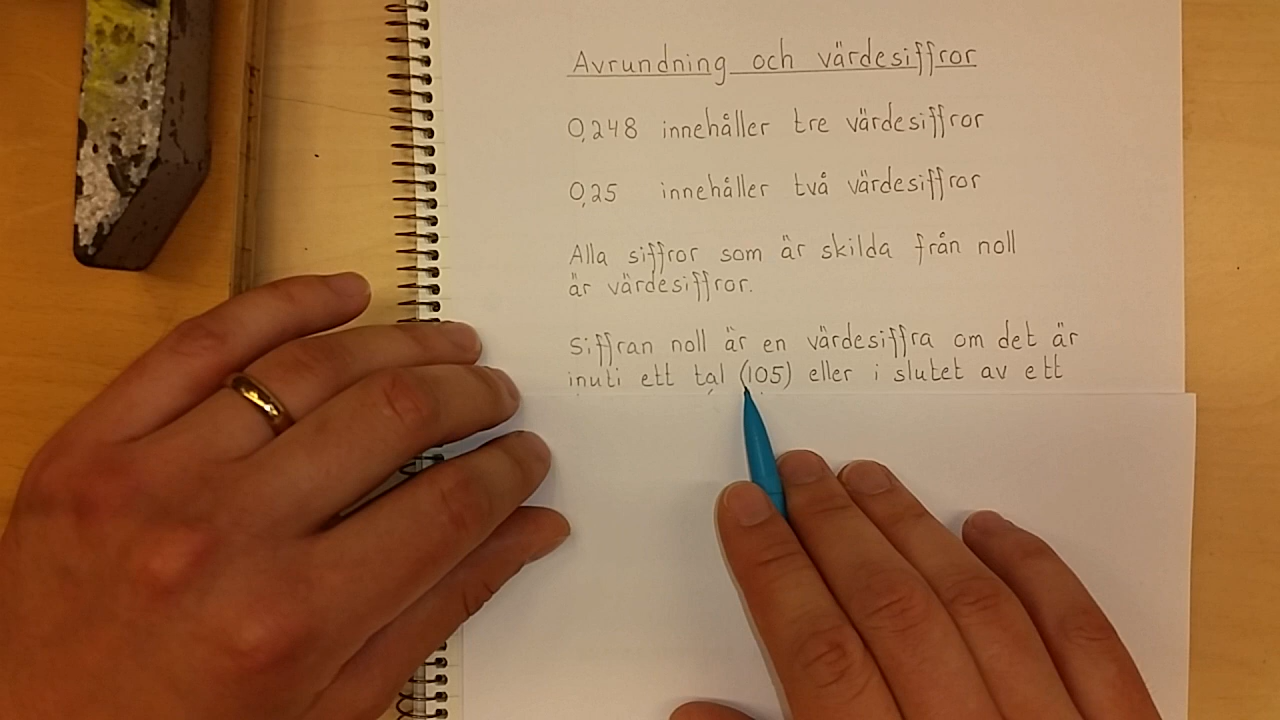 Avrundning och värdesiffror
0,248 innehåller tre värdesiffror
0,25 innehåller två värdesiffror
Alla siffror som är skilda från noll
är värdesiffror.
Siffran noll är en värdesiffra om det är
inuti ett tal (105) eller i slutet av ett